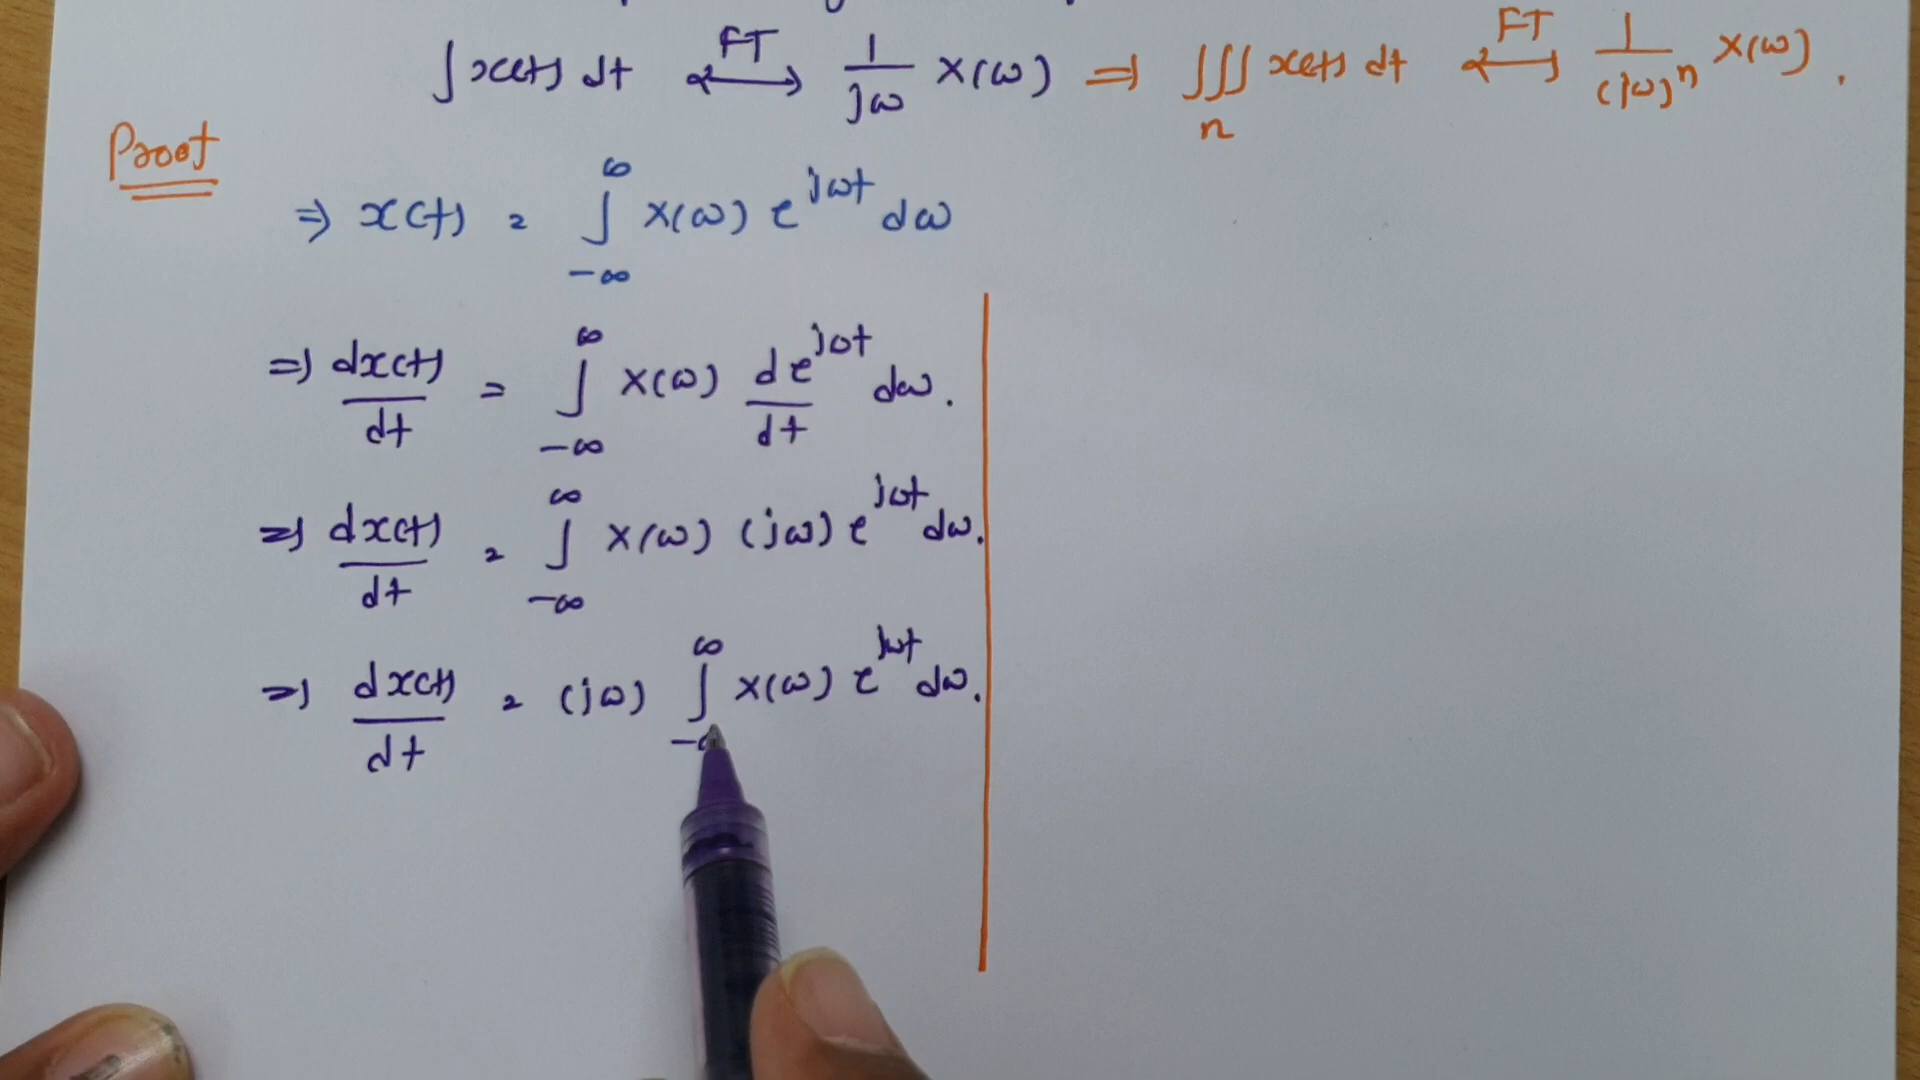 ∫x(t) dt ⟷FT 1/jω X(ω) ⇒ ∭n x(t) dt ⟷FT 1/(jω)^n X(ω).
Proof
⇒ x(t) = ∫_{-∞}^{∞} X(ω) e^{jωt} dω
⇒ dx(t)/dt = ∫_{-∞}^{∞} X(ω) de^{jωt}/dt dω.
⇒ dx(t)/dt = ∫_{-∞}^{∞} X(ω) (jω) e^{jωt} dω.
⇒ dx(t)/dt = (jω) ∫_{-∞}^{∞} X(ω) e^{jωt} dω.